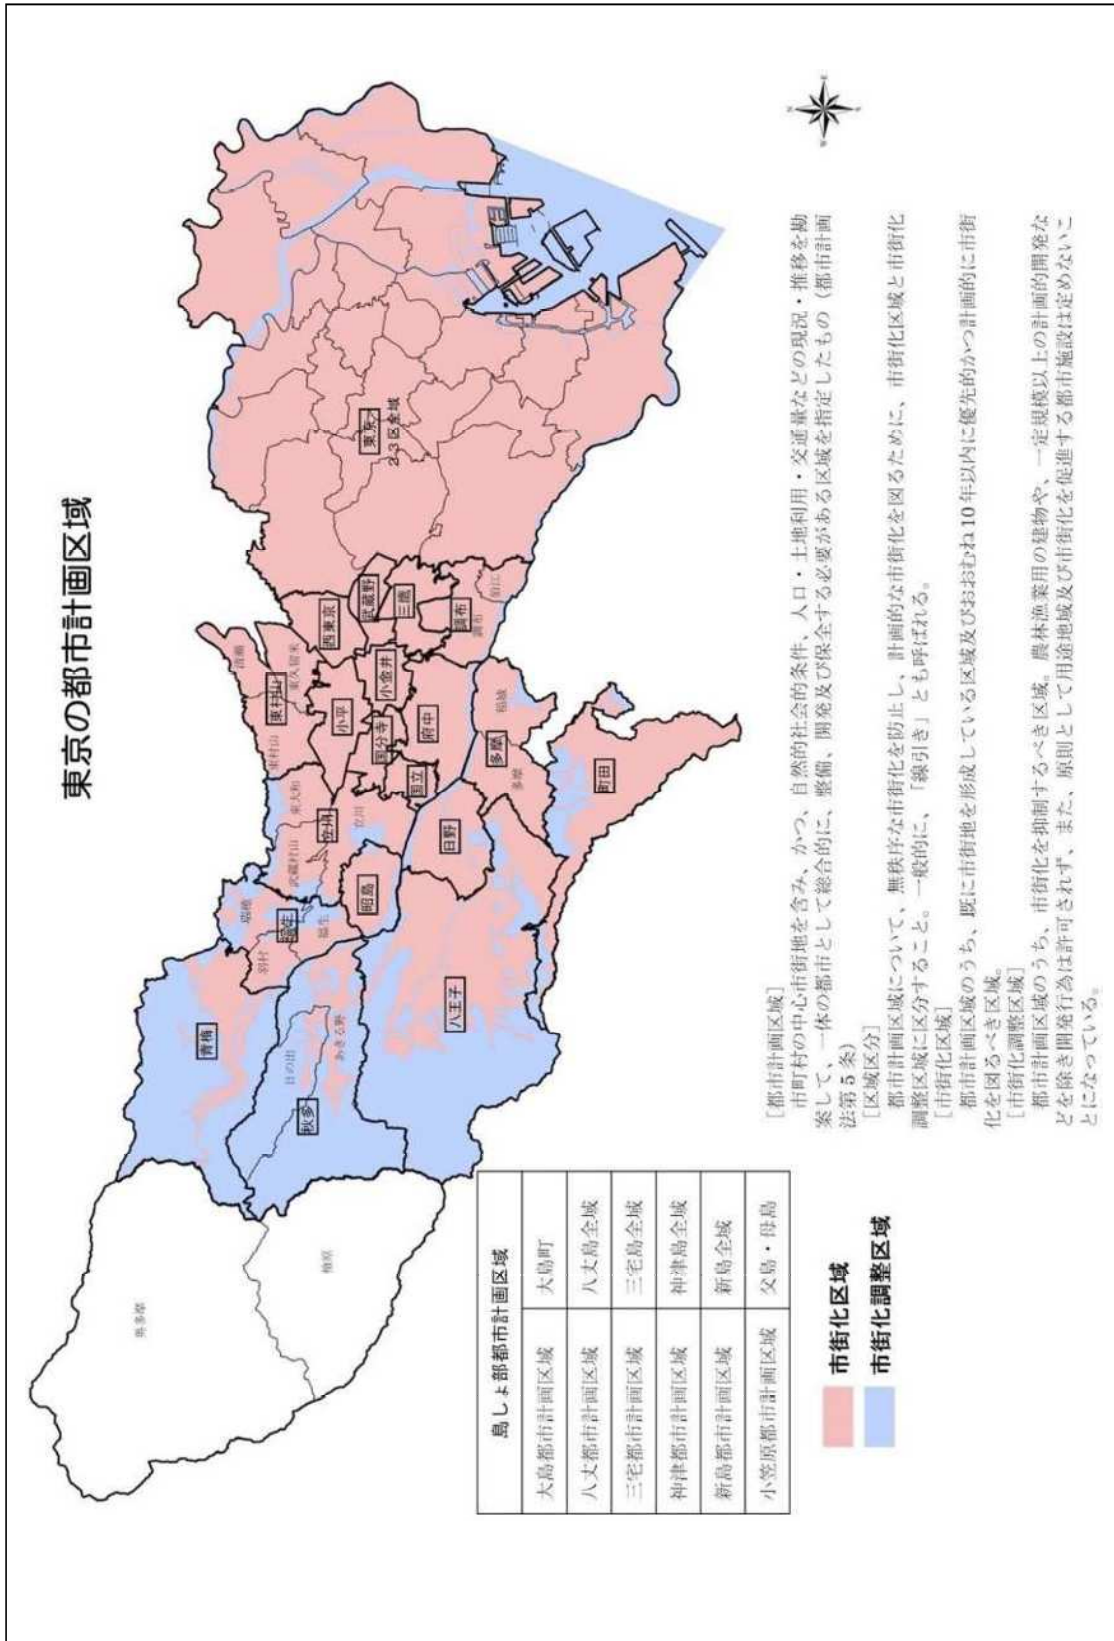 東京の都市計画区域
奥多摩
檜原
青梅
秋多
日の出
あきる野
八王子
瑞穂
羽村
福生
福生
昭島
武蔵村山
東大和
立川
立川
日野
東村山
東村山
清瀬
東久留米
小平
国分寺
国立
小金井
府中
西東京
武蔵野
三鷹
調布
調布
狛江
多摩
多摩
稲城
町田
東京
23区全域
N
E
S
W
島しょ部都市計画区域
大島都市計画区域 大島町
八丈都市計画区域 八丈島全域
三宅都市計画区域 三宅島全域
神津都市計画区域 神津島全域
新島都市計画区域 新島全域
小笠原都市計画区域 父島・母島
市街化区域
市街化調整区域
[都市計画区域]
市町村の中心市街地を含み、かつ、自然的社会的条件、人口・土地利用・交通量などの現況・推移を勘
案して、一体の都市として総合的に、整備、開発及び保全する必要がある区域を指定したもの（都市計画
法第5条）
[区域区分]
都市計画区域について、無秩序な市街化を防止し、計画的な市街化を図るために、市街化区域と市街化
調整区域に区分すること。一般的に、「線引き」とも呼ばれる。
[市街化区域]
都市計画区域のうち、既に市街地を形成している区域及びおおむね10年以内に優先的かつ計画的に市街
化を図るべき区域。
[市街化調整区域]
都市計画区域のうち、市街化を抑制するべき区域。農林漁業用の建物や、一定規模以上の計画的開発な
どを除き開発行為は許可されず、また、原則として用途地域及び市街化を促進する都市施設は定めないこ
とになっている。